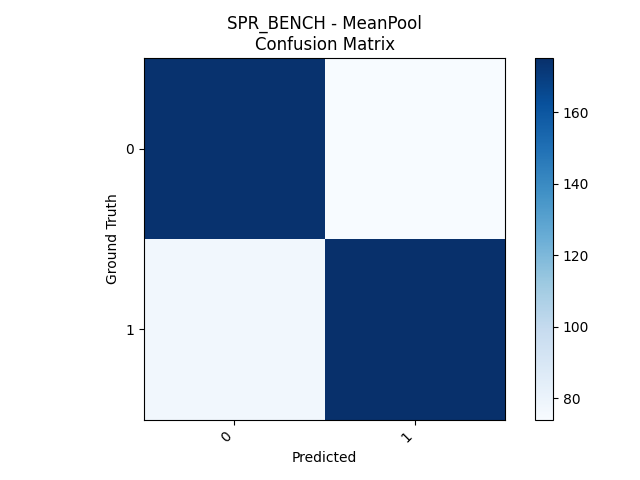 SPR_BENCH - MeanPool
Confusion Matrix
Ground Truth
0
1
0
1
Predicted
160
140
120
100
80